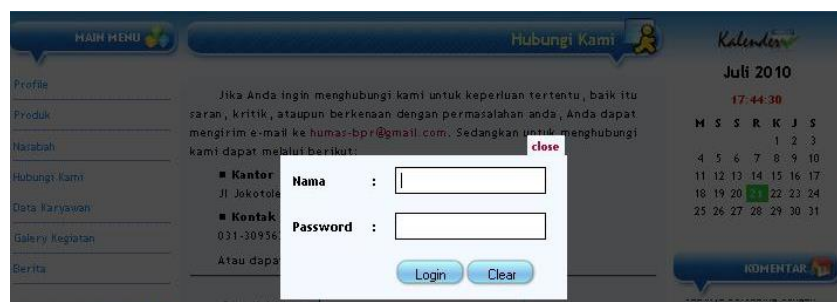 MAIN MENU
Profile
Produk
Nasabah
Hubungi Kami
Data Karyawan
Galery Kegiatan
Berita
Hubungi Kami
Jika Anda ingin menghubungi kami untuk keperluan tertentu, baik itu
saran, kritik, ataupun berkenaan dengan permasalahan anda, Anda dapat
mengirim e-mail ke humas-bpr@gmail.com. Sedangkan untuk menghubungi
kami dapat melalui berikut:
Kantor
Jl Jokotole
Kontak
Atau dapa
close
Nama :
Password :
Login Clear
Kalender
Juli 2010
17:44:30
M S S R K J S
1 2 3
4 5 6 7 8 9 10
11 12 13 14 15 16 17
18 19 20 21 22 23 24
25 26 27 28 29 30 31
KOMENTAR